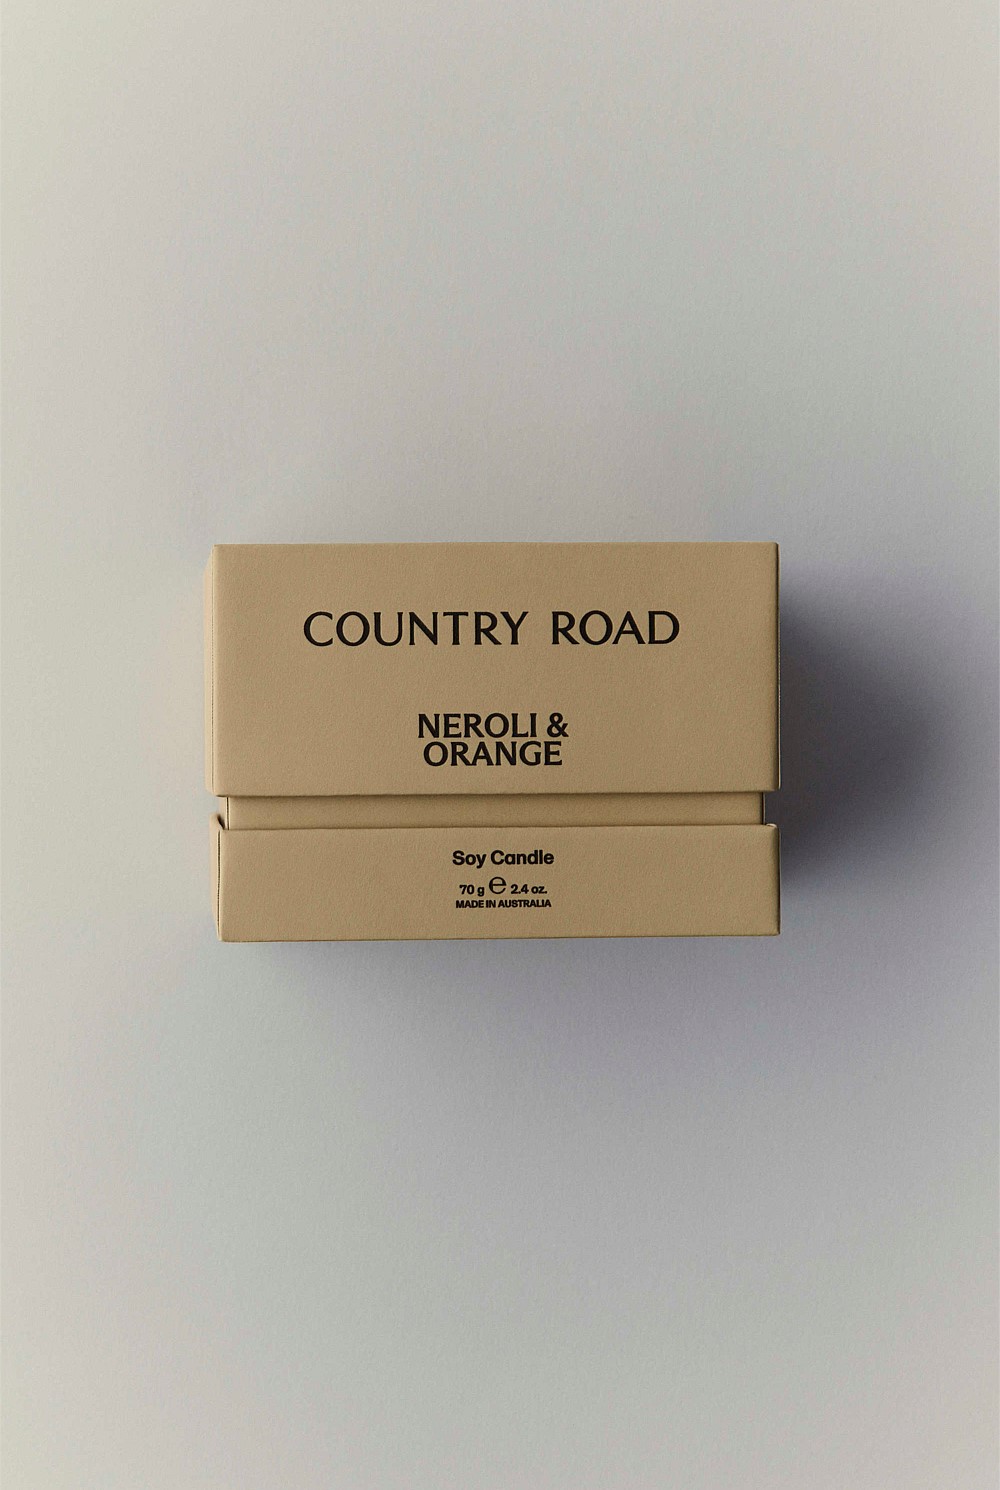 COUNTRY ROAD
NEROLI &
ORANGE
Soy Candle
70 g ℮ 2.4 oz.
MADE IN AUSTRALIA